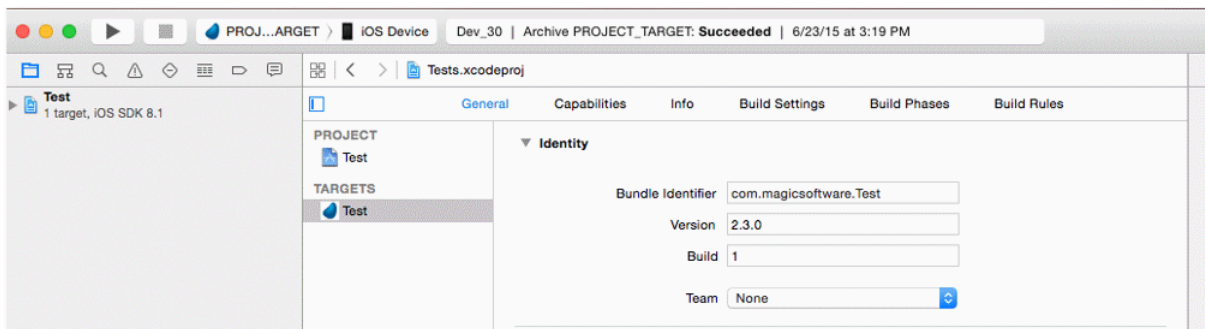 PROJ...ARGET 〉 iOS Device Dev_30 | Archive PROJECT_TARGET: Succeeded | 6/23/15 at 3:19 PM
Tests.xcodeproj
Test
1 target, iOS SDK 8.1
General Capabilities Info Build Settings Build Phases Build Rules
PROJECT
Test
TARGETS
Test
Identity
Bundle Identifier com.magicsoftware.Test
Version 2.3.0
Build 1
Team None